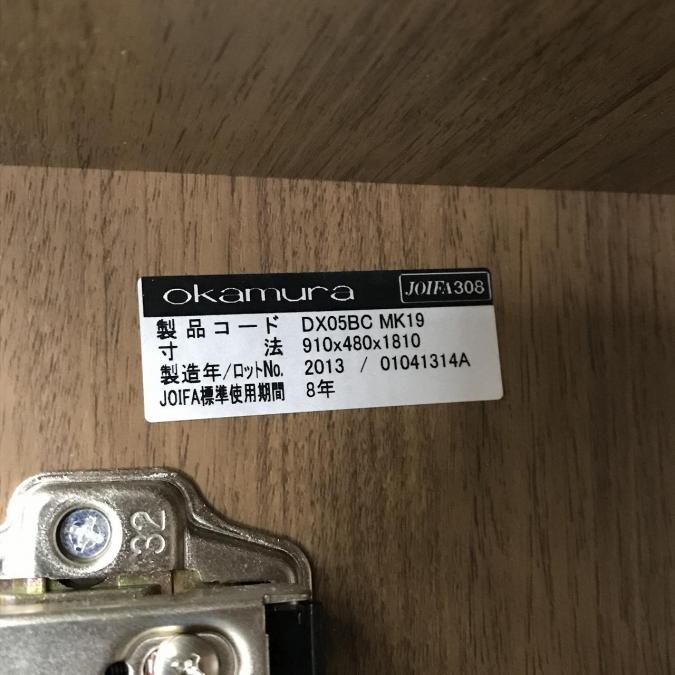 okamura JOIFA308
製品コード DX05BC MK19
寸法 910x480x1810
製造年/ロットNo. 2013 / 01041314A
JOIFA標準使用期間 8年
32